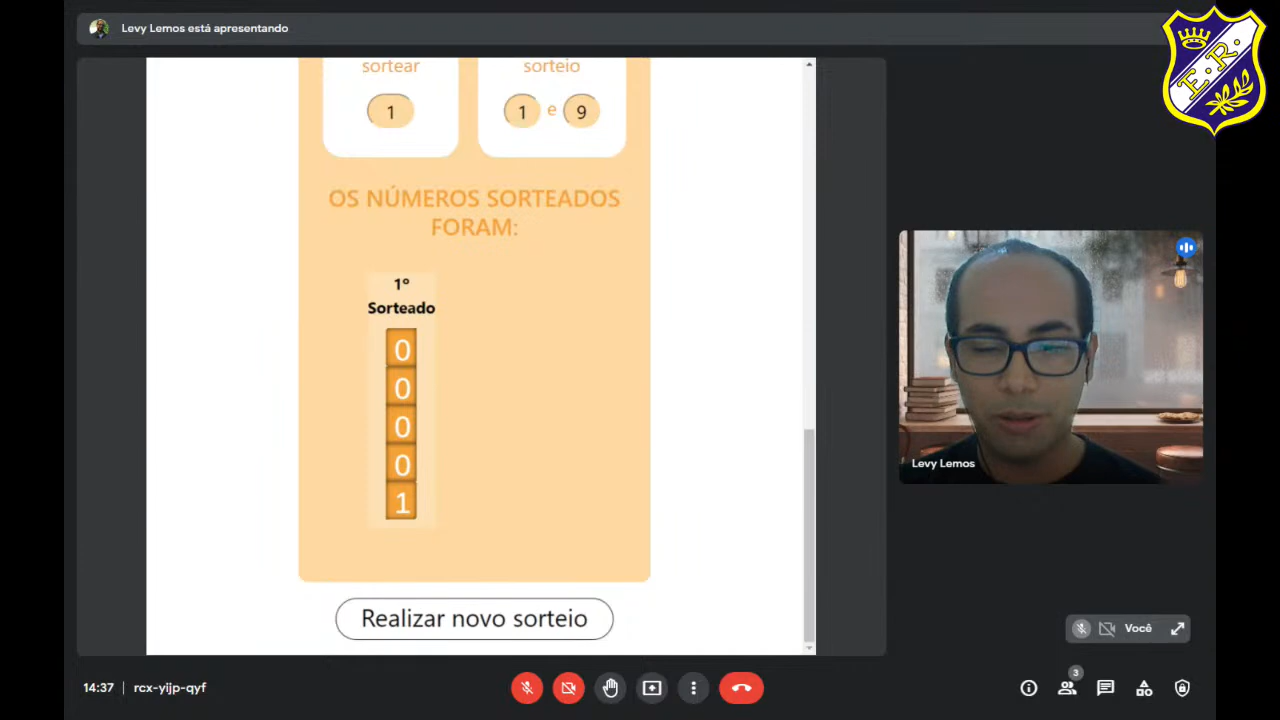 Levy Lemos está apresentando
E.R.
sortear
sorteio
1
1 e 9
OS NÚMEROS SORTEADOS
FORAM:
1º
Sorteado
0
0
0
0
1
Realizar novo sorteio
Levy Lemos
Você
14:37 | rcx-yijp-qyf
3